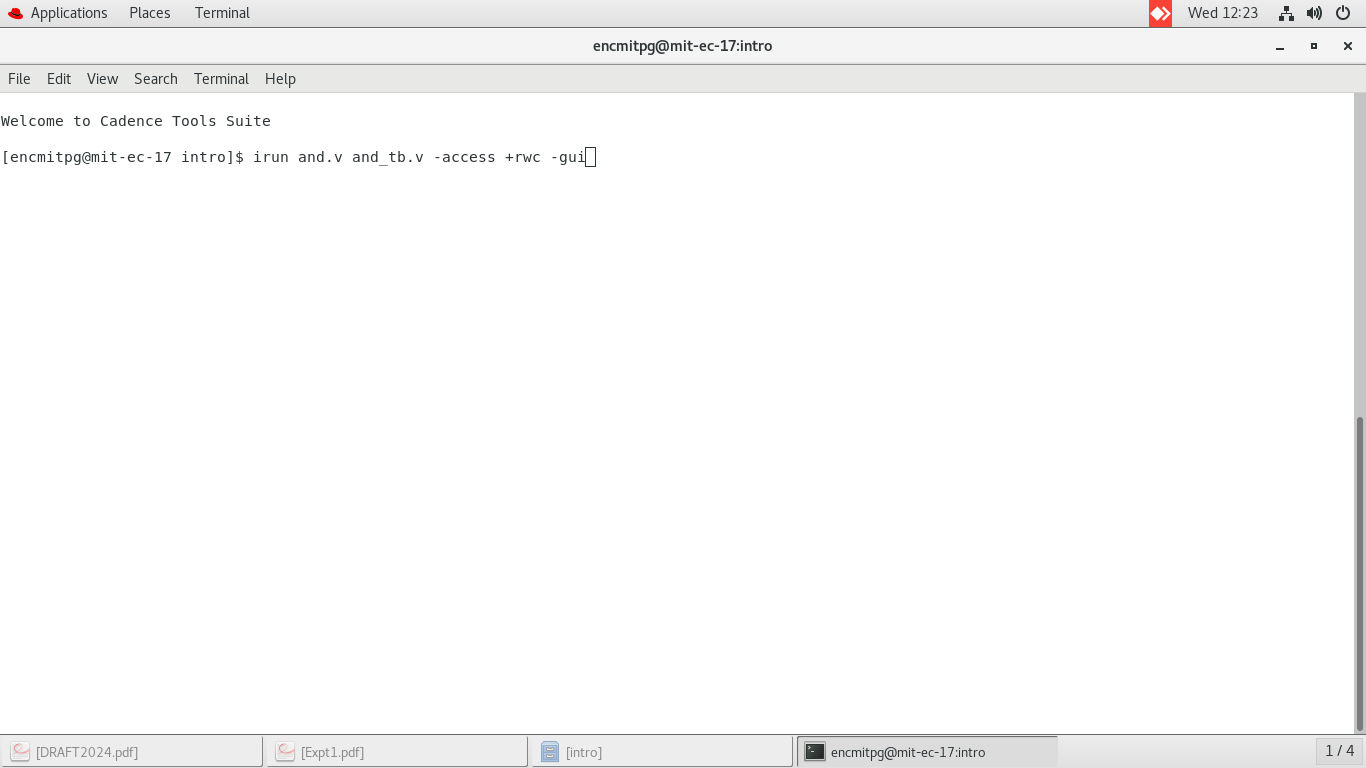 Applications Places Terminal Wed 12:23
encmitpg@mit-ec-17:intro
File Edit View Search Terminal Help
Welcome to Cadence Tools Suite
[encmitpg@mit-ec-17 intro]$ irun and.v and_tb.v -access +rwc -gui
[DRAFT2024.pdf] [Expt1.pdf] [intro] encmitpg@mit-ec-17:intro 1 / 4